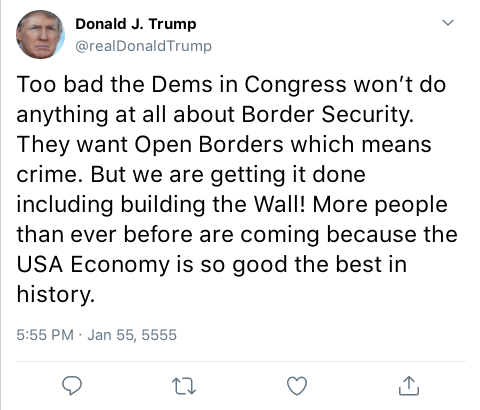 Donald J. Trump
@realDonaldTrump
Too bad the Dems in Congress won’t do
anything at all about Border Security.
They want Open Borders which means
crime. But we are getting it done
including building the Wall! More people
than ever before are coming because the
USA Economy is so good the best in
history.
5:55 PM · Jan 55, 5555